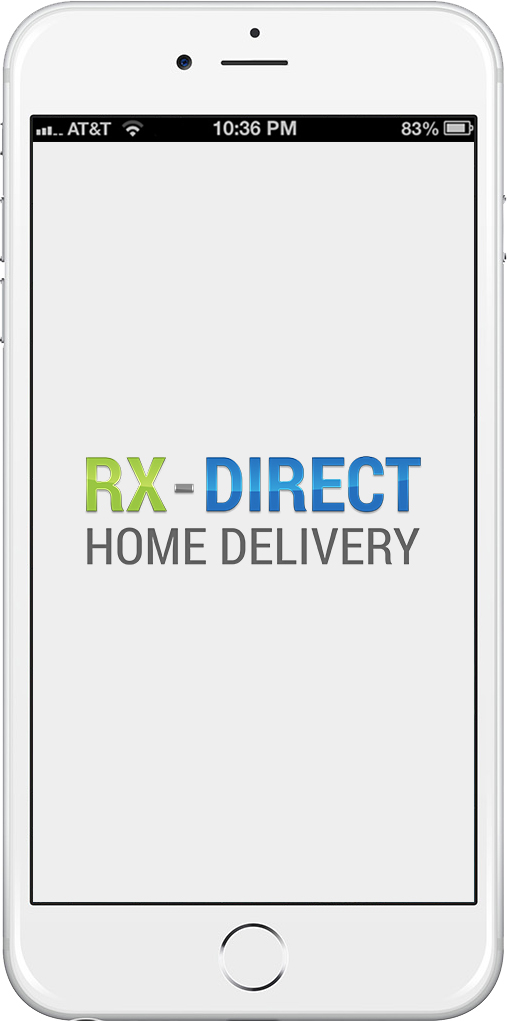 AT&T 10:36 PM 83%
RX-DIRECT
HOME DELIVERY